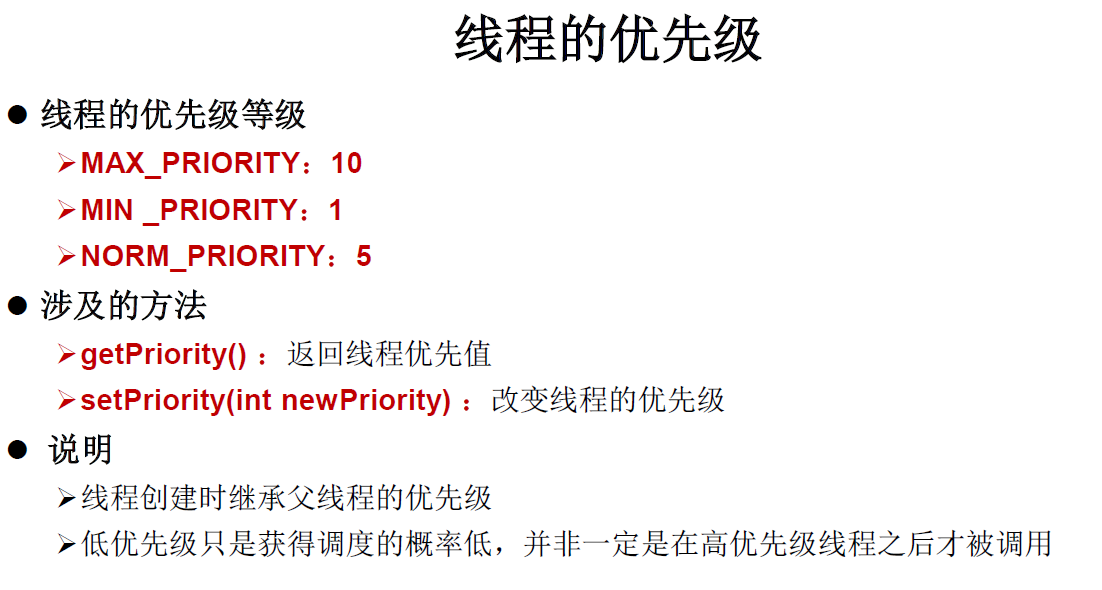 线程的优先级
● 线程的优先级等级
➢MAX_PRIORITY：10
➢MIN _PRIORITY：1
➢NORM_PRIORITY：5
● 涉及的方法
➢getPriority() ：返回线程优先值
➢setPriority(int newPriority) ：改变线程的优先级
● 说明
➢线程创建时继承父线程的优先级
➢低优先级只是获得调度的概率低，并非一定是在高优先级线程之后才被调用